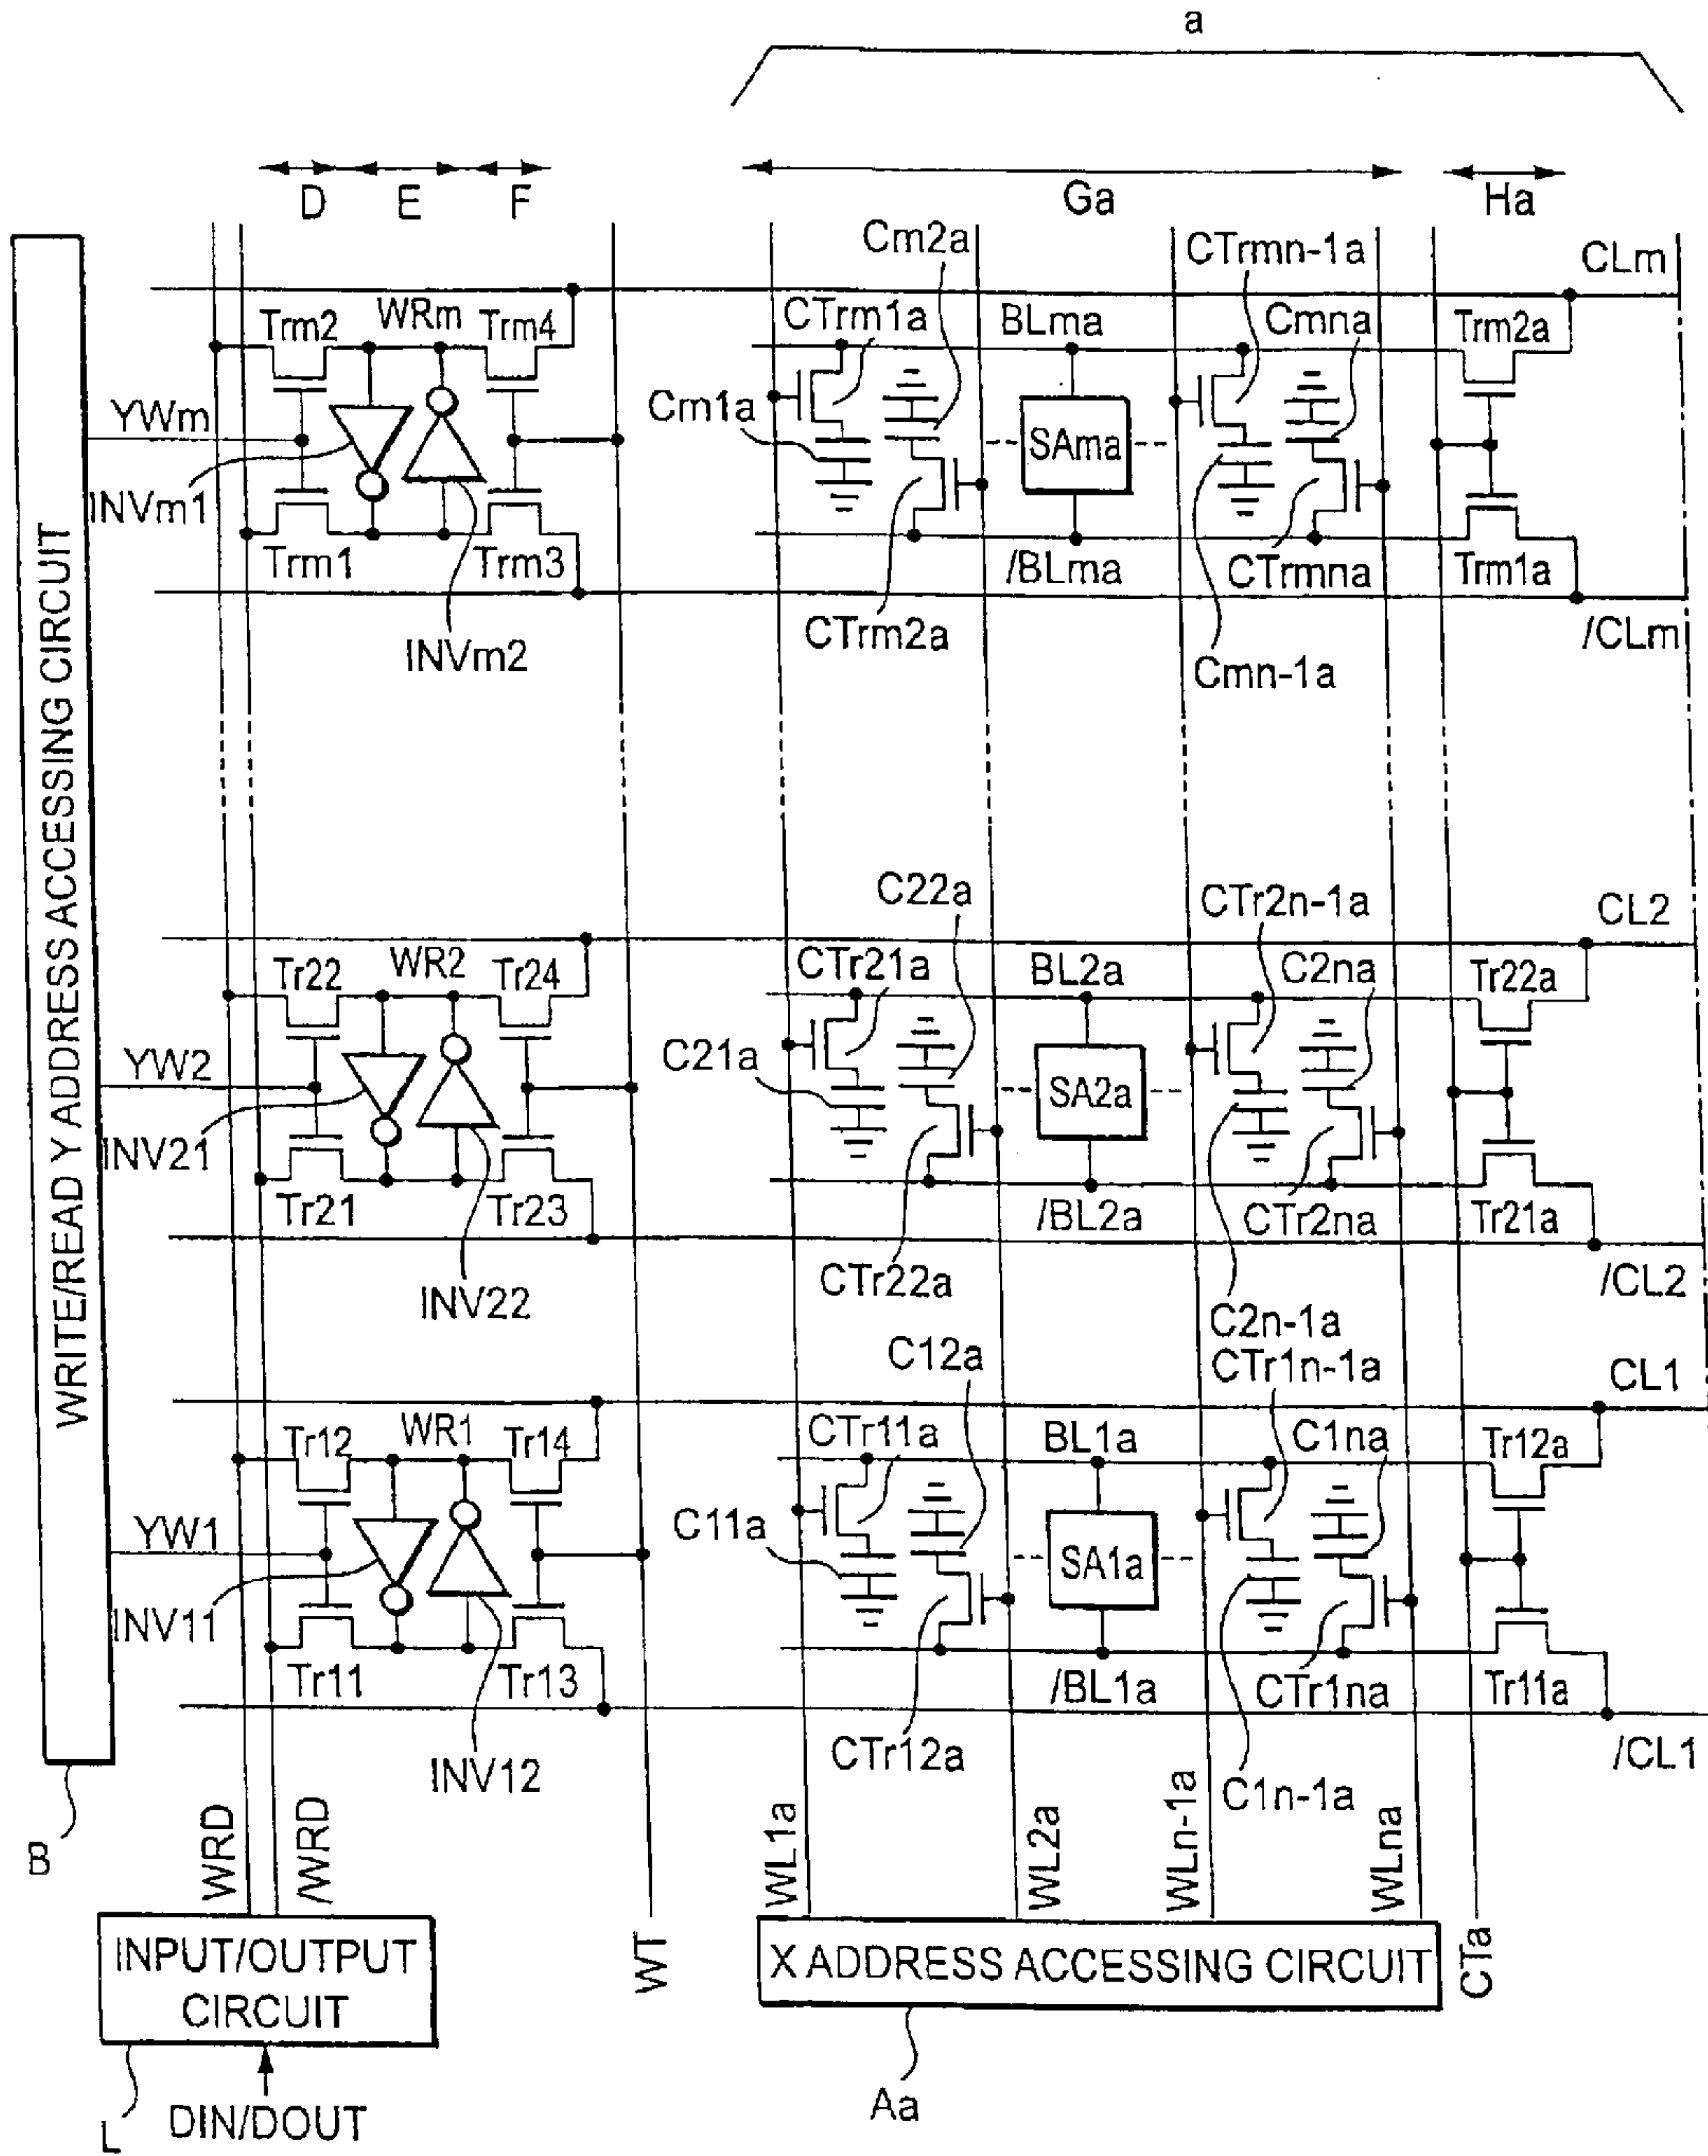 a
D
E
F
Ga
Ha
Cm2a
CTrmn-1a
CLm
Trm2
WRm
Trm4
CTrm1a
BLma
Cmna
Trm2a
YWm
Cm1a
SAma
INVm1
Trm1
Trm3
/BLma
CTrmna
Trm1a
INVm2
CTrm2a
Cmn-1a
/CLm
WRITE/READ Y ADDRESS ACCESSING CIRCUIT
C22a
CTr2n-1a
CL2
Tr22
WR2
Tr24
CTr21a
BL2a
C2na
Tr22a
YW2
C21a
SA2a
INV21
Tr21
Tr23
/BL2a
CTr2na
Tr21a
INV22
CTr22a
C2n-1a
/CL2
C12a
CTr1n-1a
CL1
Tr12
WR1
Tr14
CTr11a
BL1a
C1na
Tr12a
YW1
C11a
SA1a
INV11
Tr11
Tr13
/BL1a
CTr1na
Tr11a
INV12
CTr12a
C1n-1a
/CL1
B
WRD
/WRD
WT
WL1a
WL2a
WLn-1a
WLna
CTa
INPUT/OUTPUT
CIRCUIT
X ADDRESS ACCESSING CIRCUIT
L
DIN/DOUT
Aa